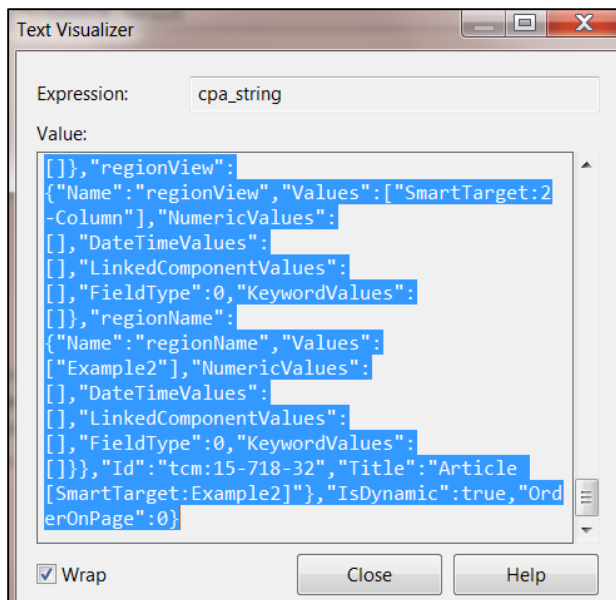 Text Visualizer
Expression: cpa_string
Value:
[]},"regionView":
{"Name":"regionView","Values":["SmartTarget:2
-Column"],"NumericValues":
[],"DateTimeValues":
[],"LinkedComponentValues":
[],"FieldType":0,"KeywordValues":
[]},"regionName":
{"Name":"regionName","Values":
["Example2"],"NumericValues":
[],"DateTimeValues":
[],"LinkedComponentValues":
[],"FieldType":0,"KeywordValues":
[]}},"Id":"tcm:15-718-32","Title":"Article
[SmartTarget:Example2]"},"IsDynamic":true,"Ord
erOnPage":0}
Wrap Close Help